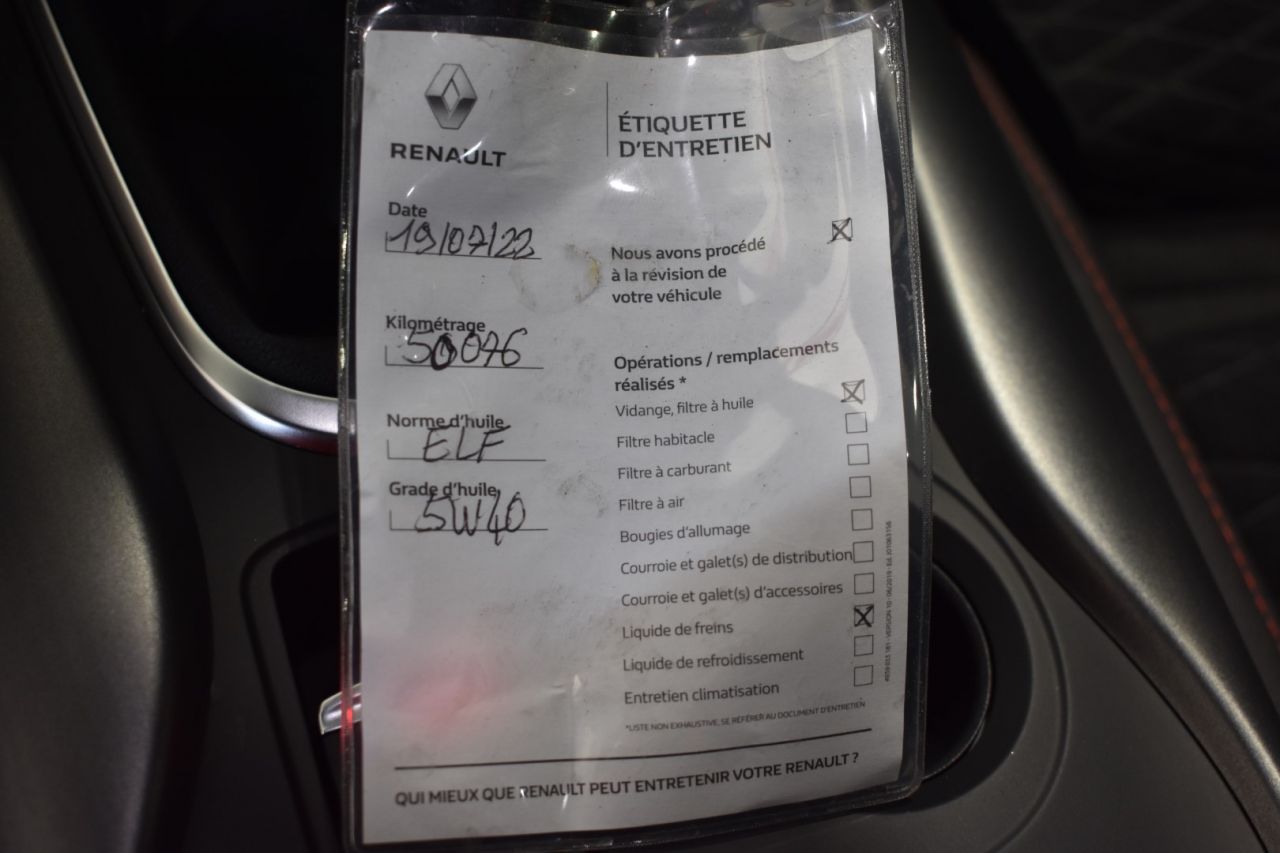 RENAULT
ÉTIQUETTE
D'ENTRETIEN
Date
19/07/22
Kilométrage
50076
Norme d'huile
ELF
Grade d'huile
5W40
Nous avons procédé
à la révision de
votre véhicule
Opérations / remplacements
réalisés *
Vidange, filtre à huile
Filtre habitacle
Filtre à carburant
Filtre à air
Bougies d'allumage
Courroie et galet(s) de distribution
Courroie et galet(s) d'accessoires
Liquide de freins
Liquide de refroidissement
Entretien climatisation
*LISTE NON EXHAUSTIVE, SE RÉFÉRER AU DOCUMENT D'ENTRETIEN
QUI MIEUX QUE RENAULT PEUT ENTRETENIR VOTRE RENAULT ?